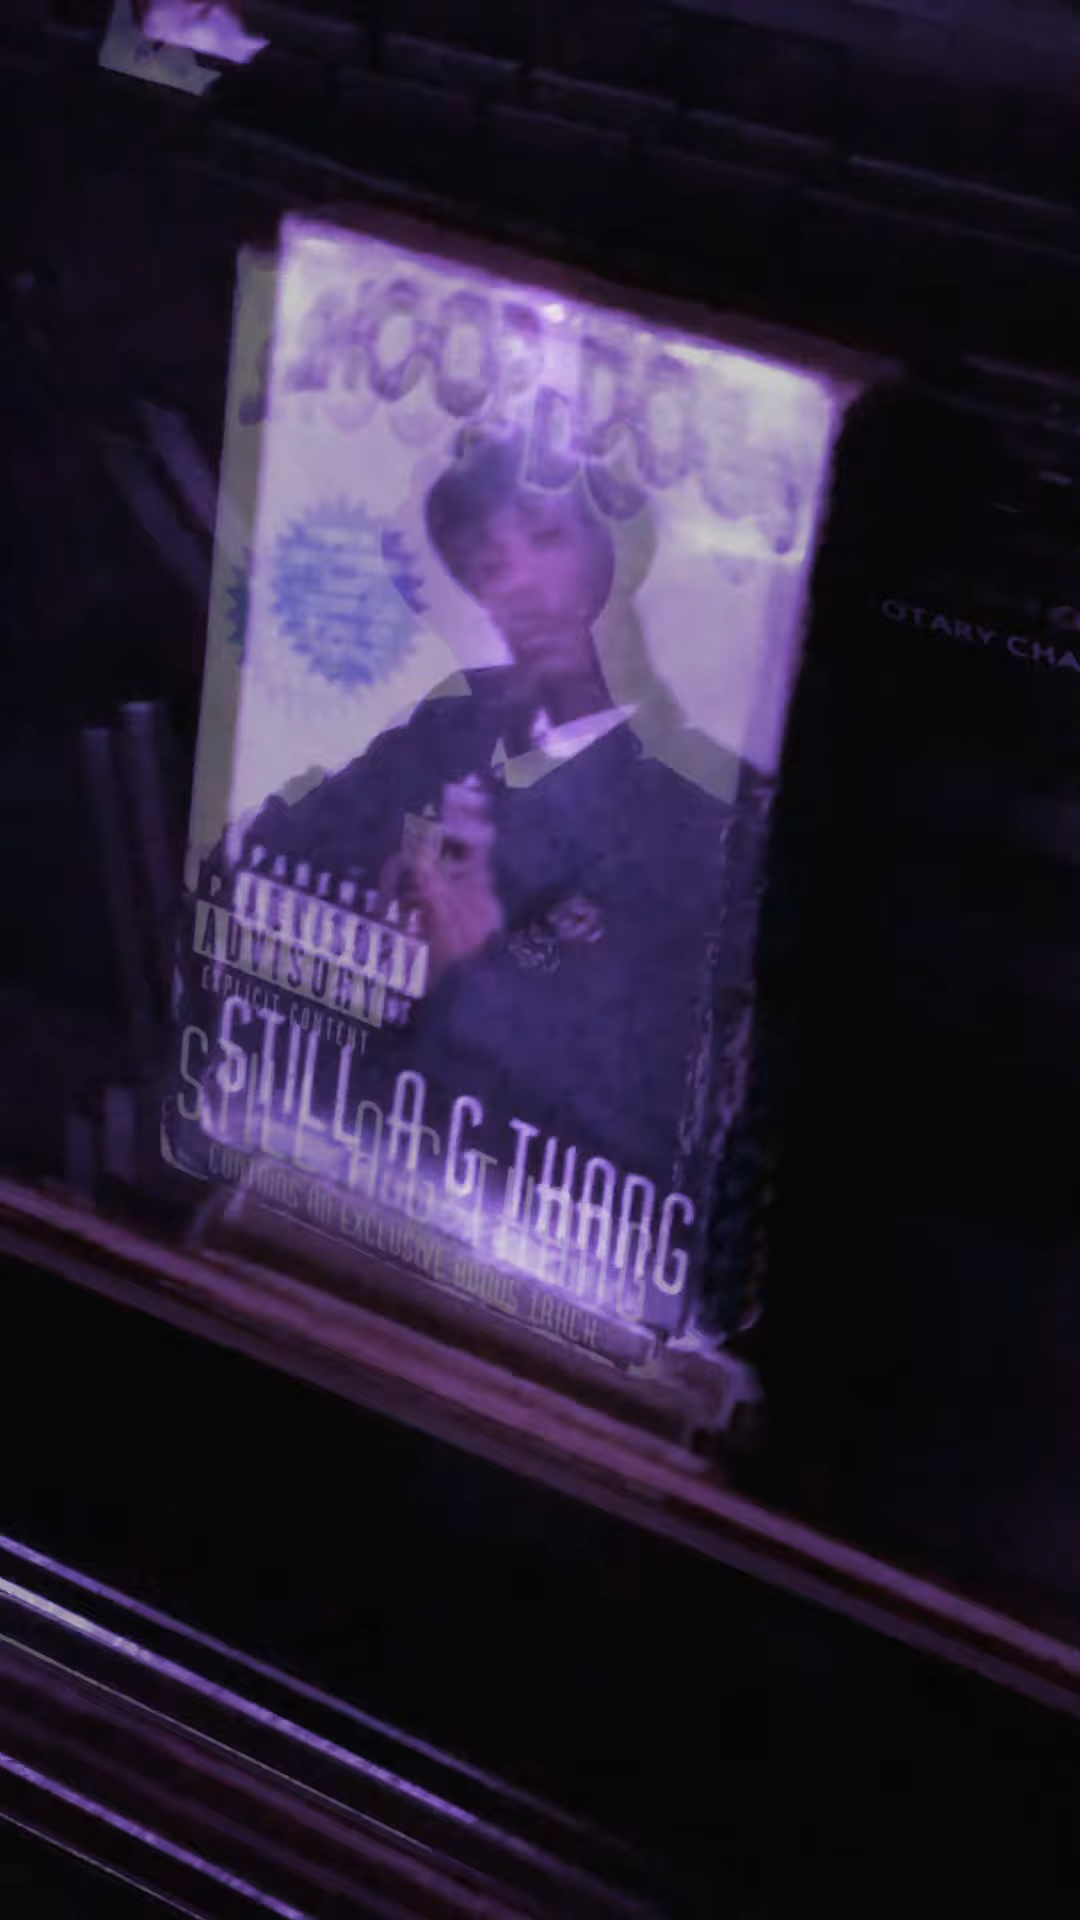 SNOOP DOGG
PARENTAL
ADVISORY
EXPLICIT CONTENT
STILL A G THANG
CONTAINS AN EXCLUSIVE BONUS TRACK
OTARY CHA